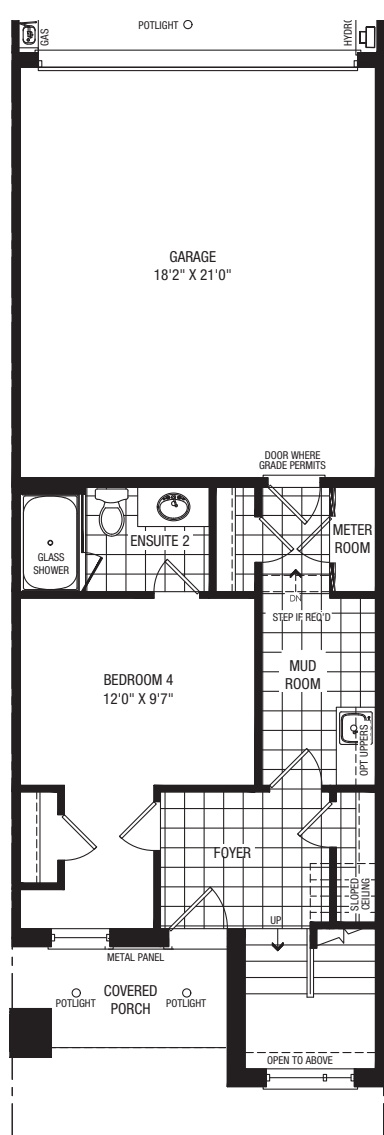 POTLIGHT
GAS
HYDRO
GARAGE
18'2" X 21'0"
DOOR WHERE
GRADE PERMITS
METER
ROOM
ENSUITE 2
GLASS
SHOWER
DN
STEP IF REQ'D
BEDROOM 4
12'0" X 9'7"
MUD
ROOM
OPT UPPERS
FOYER
SLOPED
CEILING
UP
METAL PANEL
COVERED
PORCH
POTLIGHT
POTLIGHT
OPEN TO ABOVE